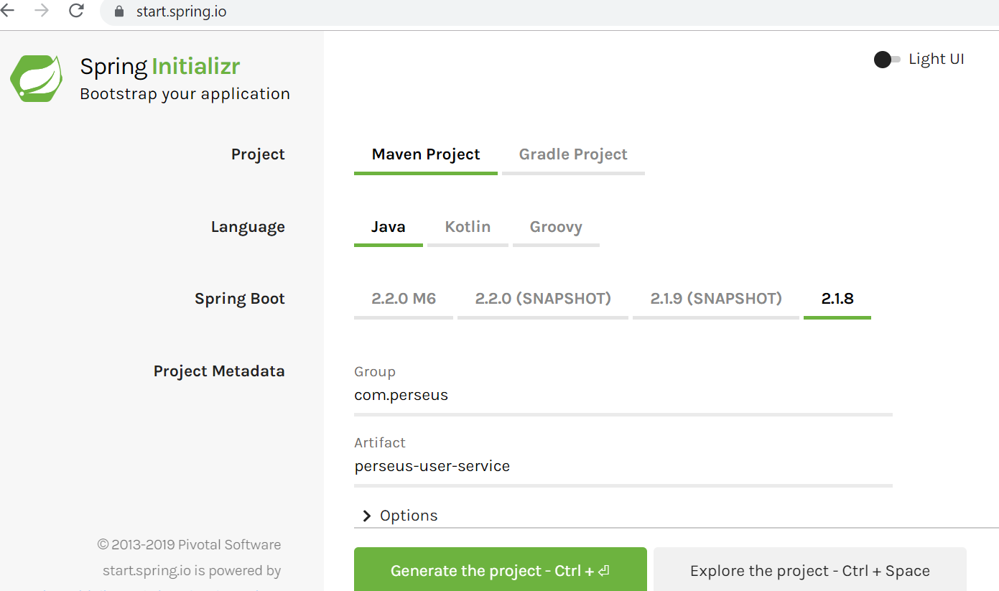 start.spring.io
Spring Initializr
Bootstrap your application
Light UI
Project
Maven Project Gradle Project
Language
Java Kotlin Groovy
Spring Boot
2.2.0 M6 2.2.0 (SNAPSHOT) 2.1.9 (SNAPSHOT) 2.1.8
Project Metadata
Group
com.perseus
Artifact
perseus-user-service
Options
© 2013-2019 Pivotal Software
start.spring.io is powered by
Generate the project - Ctrl + ⏎
Explore the project - Ctrl + Space